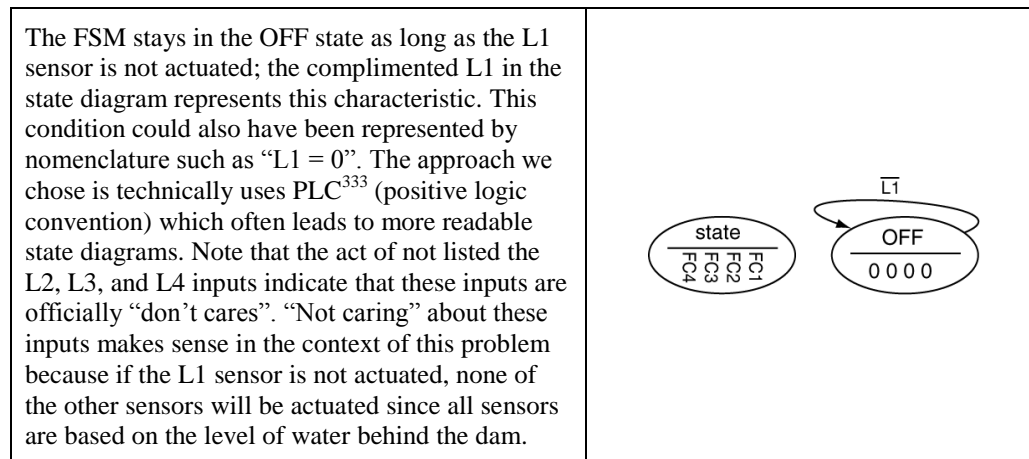 The FSM stays in the OFF state as long as the L1
sensor is not actuated; the complimented L1 in the
state diagram represents this characteristic. This
condition could also have been represented by
nomenclature such as “L1 = 0”. The approach we
chose is technically uses PLC³³³ (positive logic
convention) which often leads to more readable
state diagrams. Note that the act of not listed the
L2, L3, and L4 inputs indicate that these inputs are
officially “don’t cares”. “Not caring” about these
inputs makes sense in the context of this problem
because if the L1 sensor is not actuated, none of
the other sensors will be actuated since all sensors
are based on the level of water behind the dam.
state
FC4 FC3 FC2 FC1
L1̅
OFF
0 0 0 0